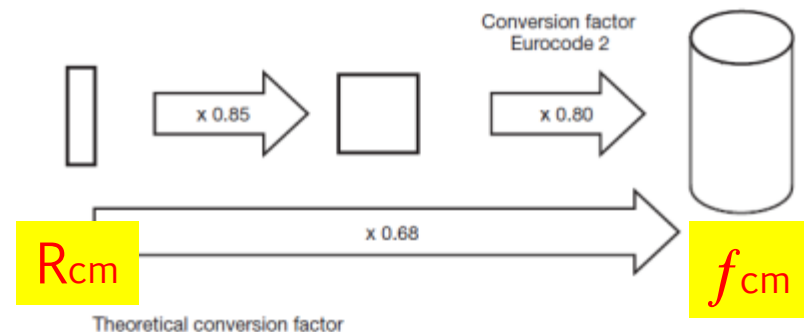 Conversion factor
Eurocode 2
x 0.85
x 0.80
x 0.68
Rcm
fcm
Theoretical conversion factor